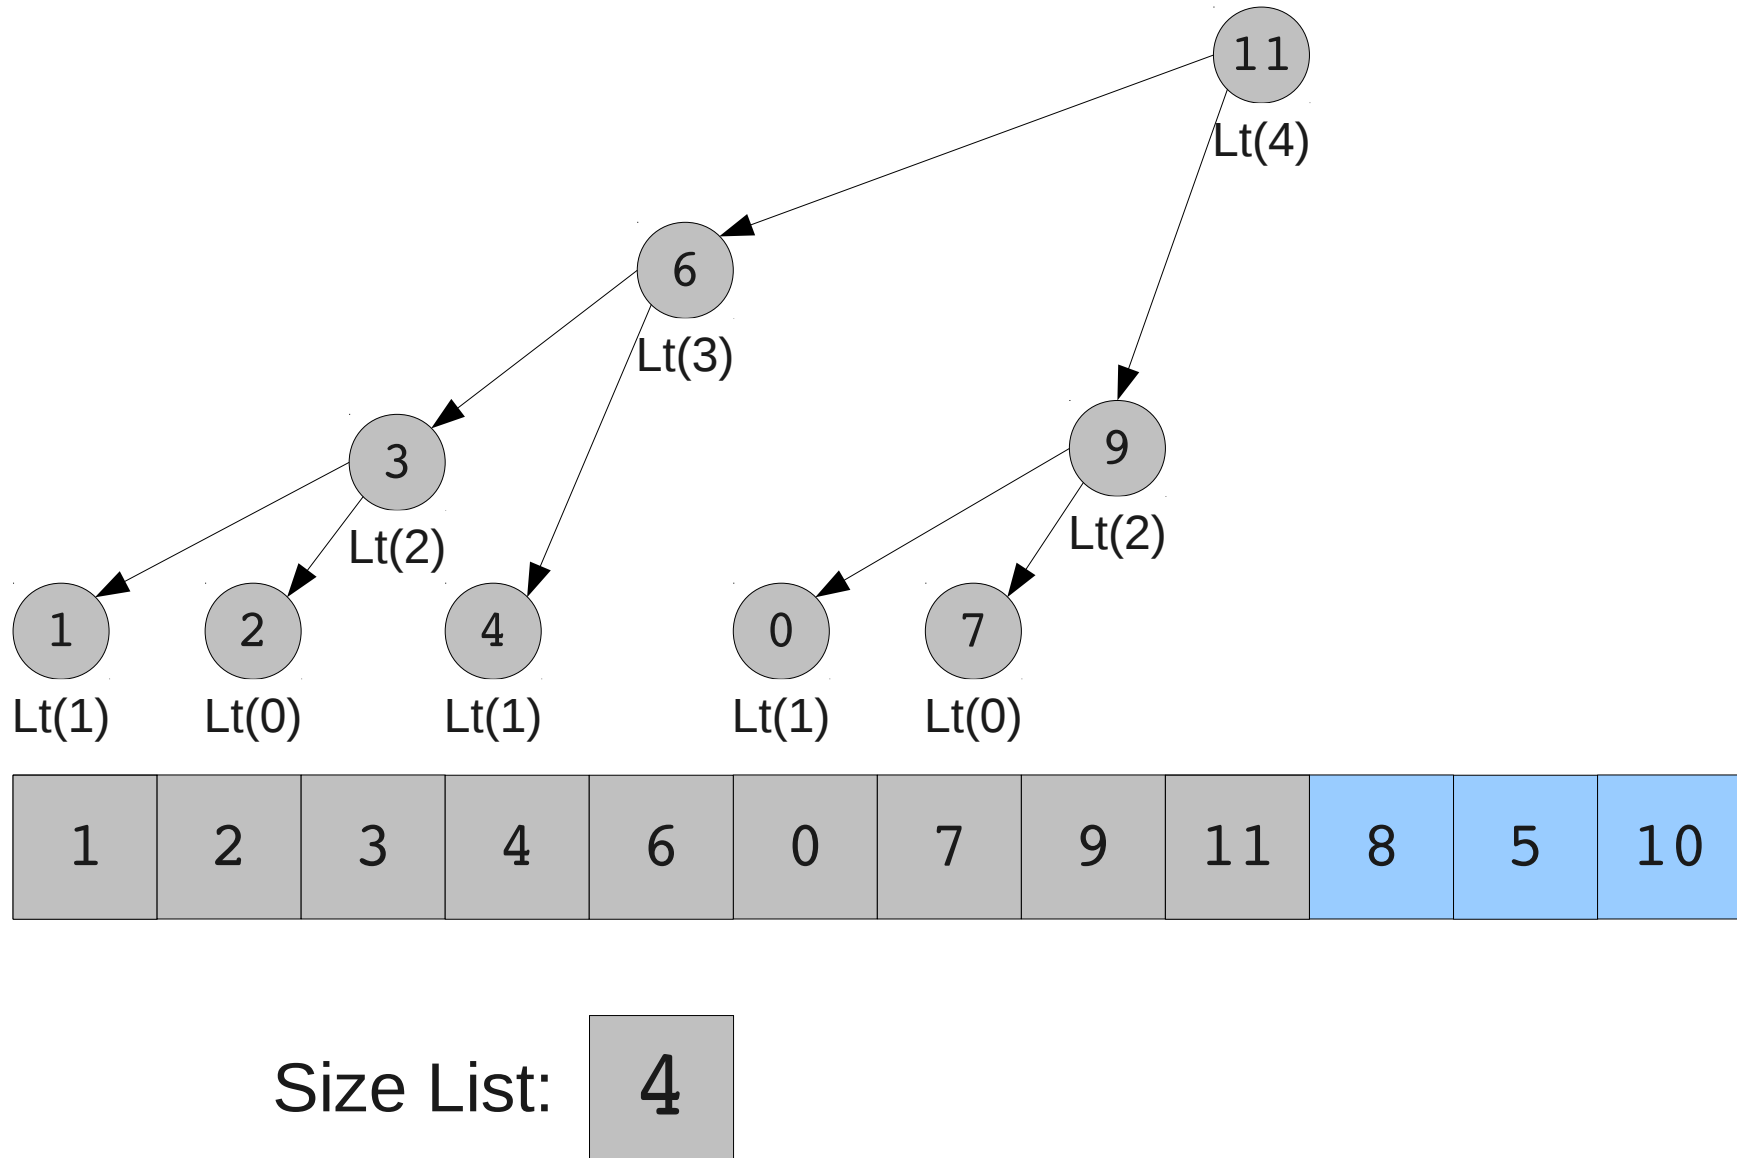 11
Lt(4)
6
Lt(3)
3
9
Lt(2)
Lt(2)
1 2 4 0 7
Lt(1) Lt(0) Lt(1) Lt(1) Lt(0)
1 2 3 4 6 0 7 9 11 8 5 10
Size List: 4